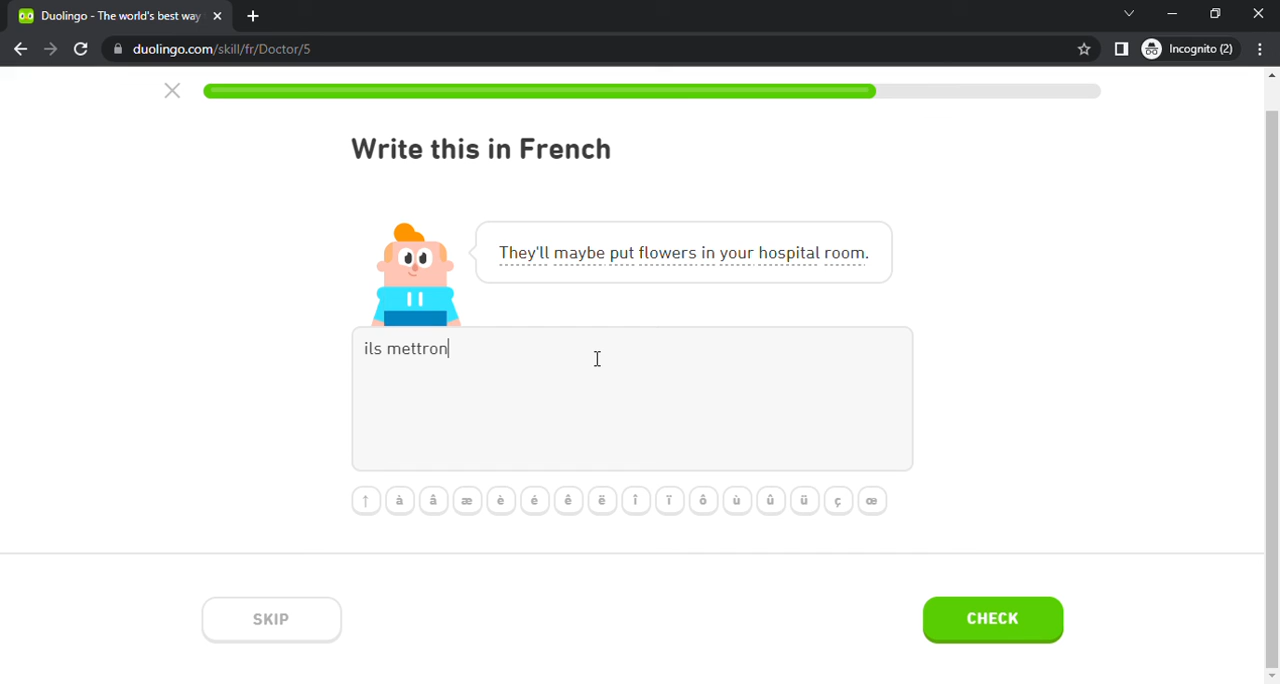 Duolingo - The world's best way
duolingo.com/skill/fr/Doctor/5
Incognito (2)
Write this in French
They'll maybe put flowers in your hospital room.
ils mettron
↑ à â æ è é ê ë î ï ô ù û ü ç œ
SKIP
CHECK